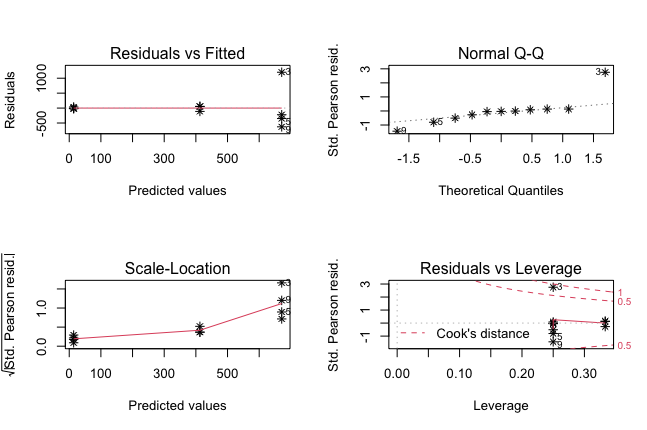 Residuals vs Fitted
Residuals
1000
-500
3
5
9
0 100 300 500
Predicted values
Normal Q-Q
Std. Pearson resid.
3
1
-1
3
5
9
-1.5 -0.5 0.5 1.0 1.5
Theoretical Quantiles
Scale-Location
√|Std. Pearson resid.|
1.0
0.0
3
9
5
0 100 300 500
Predicted values
Residuals vs Leverage
Std. Pearson resid.
3
1
-1
3
5
9
1
0.5
0.5
Cook's distance
0.00 0.10 0.20 0.30
Leverage